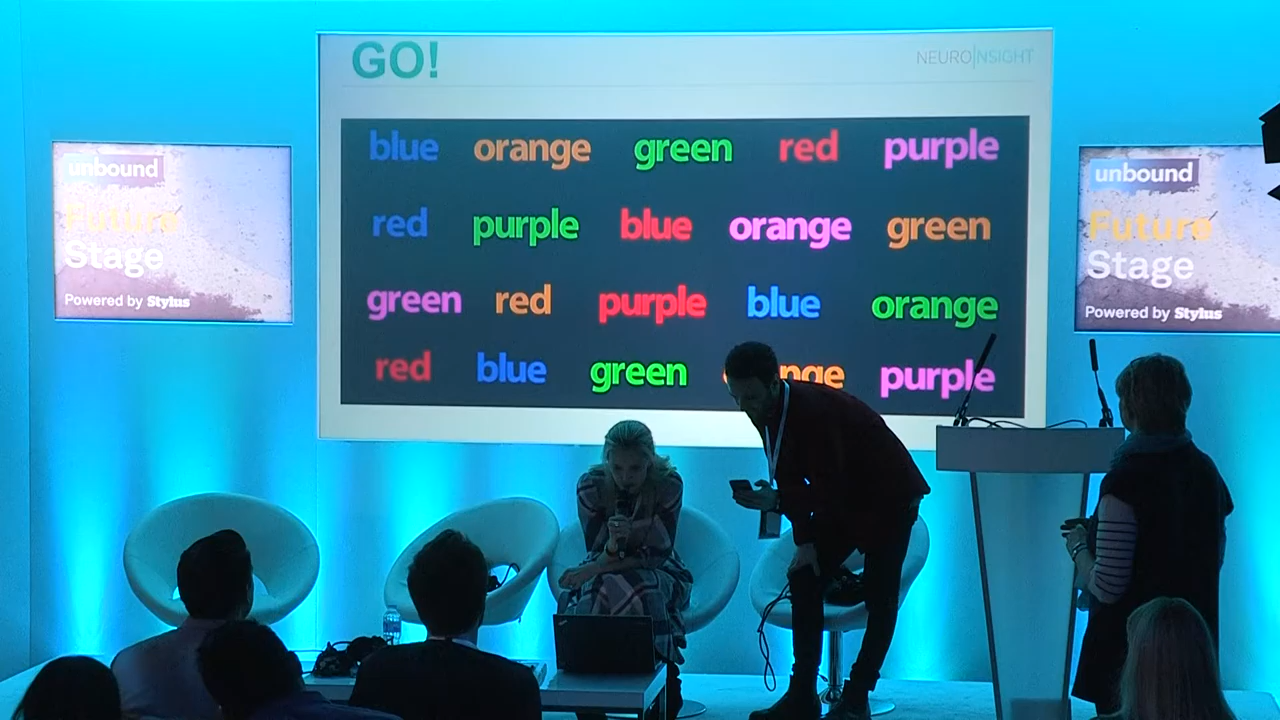 GO!
NEURO|NSIGHT
blue orange green red purple
red purple blue orange green
green red purple blue orange
red blue green nge purple
unbound
Future
Stage
Powered by Stylus
unbound
Future
Stage
Powered by Stylus